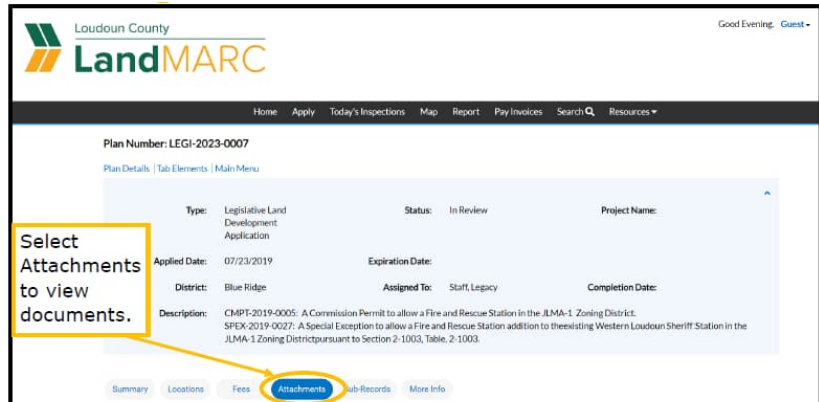 Loudoun County
LandMARC
Good Evening, Guest
Home Apply Today's Inspections Map Report Pay Invoices Search Resources
Plan Number: LEGI-2023-0007
Plan Details | Tab Elements | Main Menu
Type: Legislative Land Development Application Status: In Review Project Name:
Select Attachments to view documents.
Applied Date: 07/23/2019 Expiration Date:
District: Blue Ridge Assigned To: Staff, Legacy Completion Date:
Description: CMPT-2019-0005: A Commission Permit to allow a Fire and Rescue Station in the JLMA-1 Zoning District.
SPEX-2019-0027: A Special Exception to allow a Fire and Rescue Station addition to theexisting Western Loudoun Sheriff Station in the
JLMA-1 Zoning Districtpursuant to Section 2-1003, Table, 2-1003.
Summary Locations Fees Attachments Sub-Records More Info